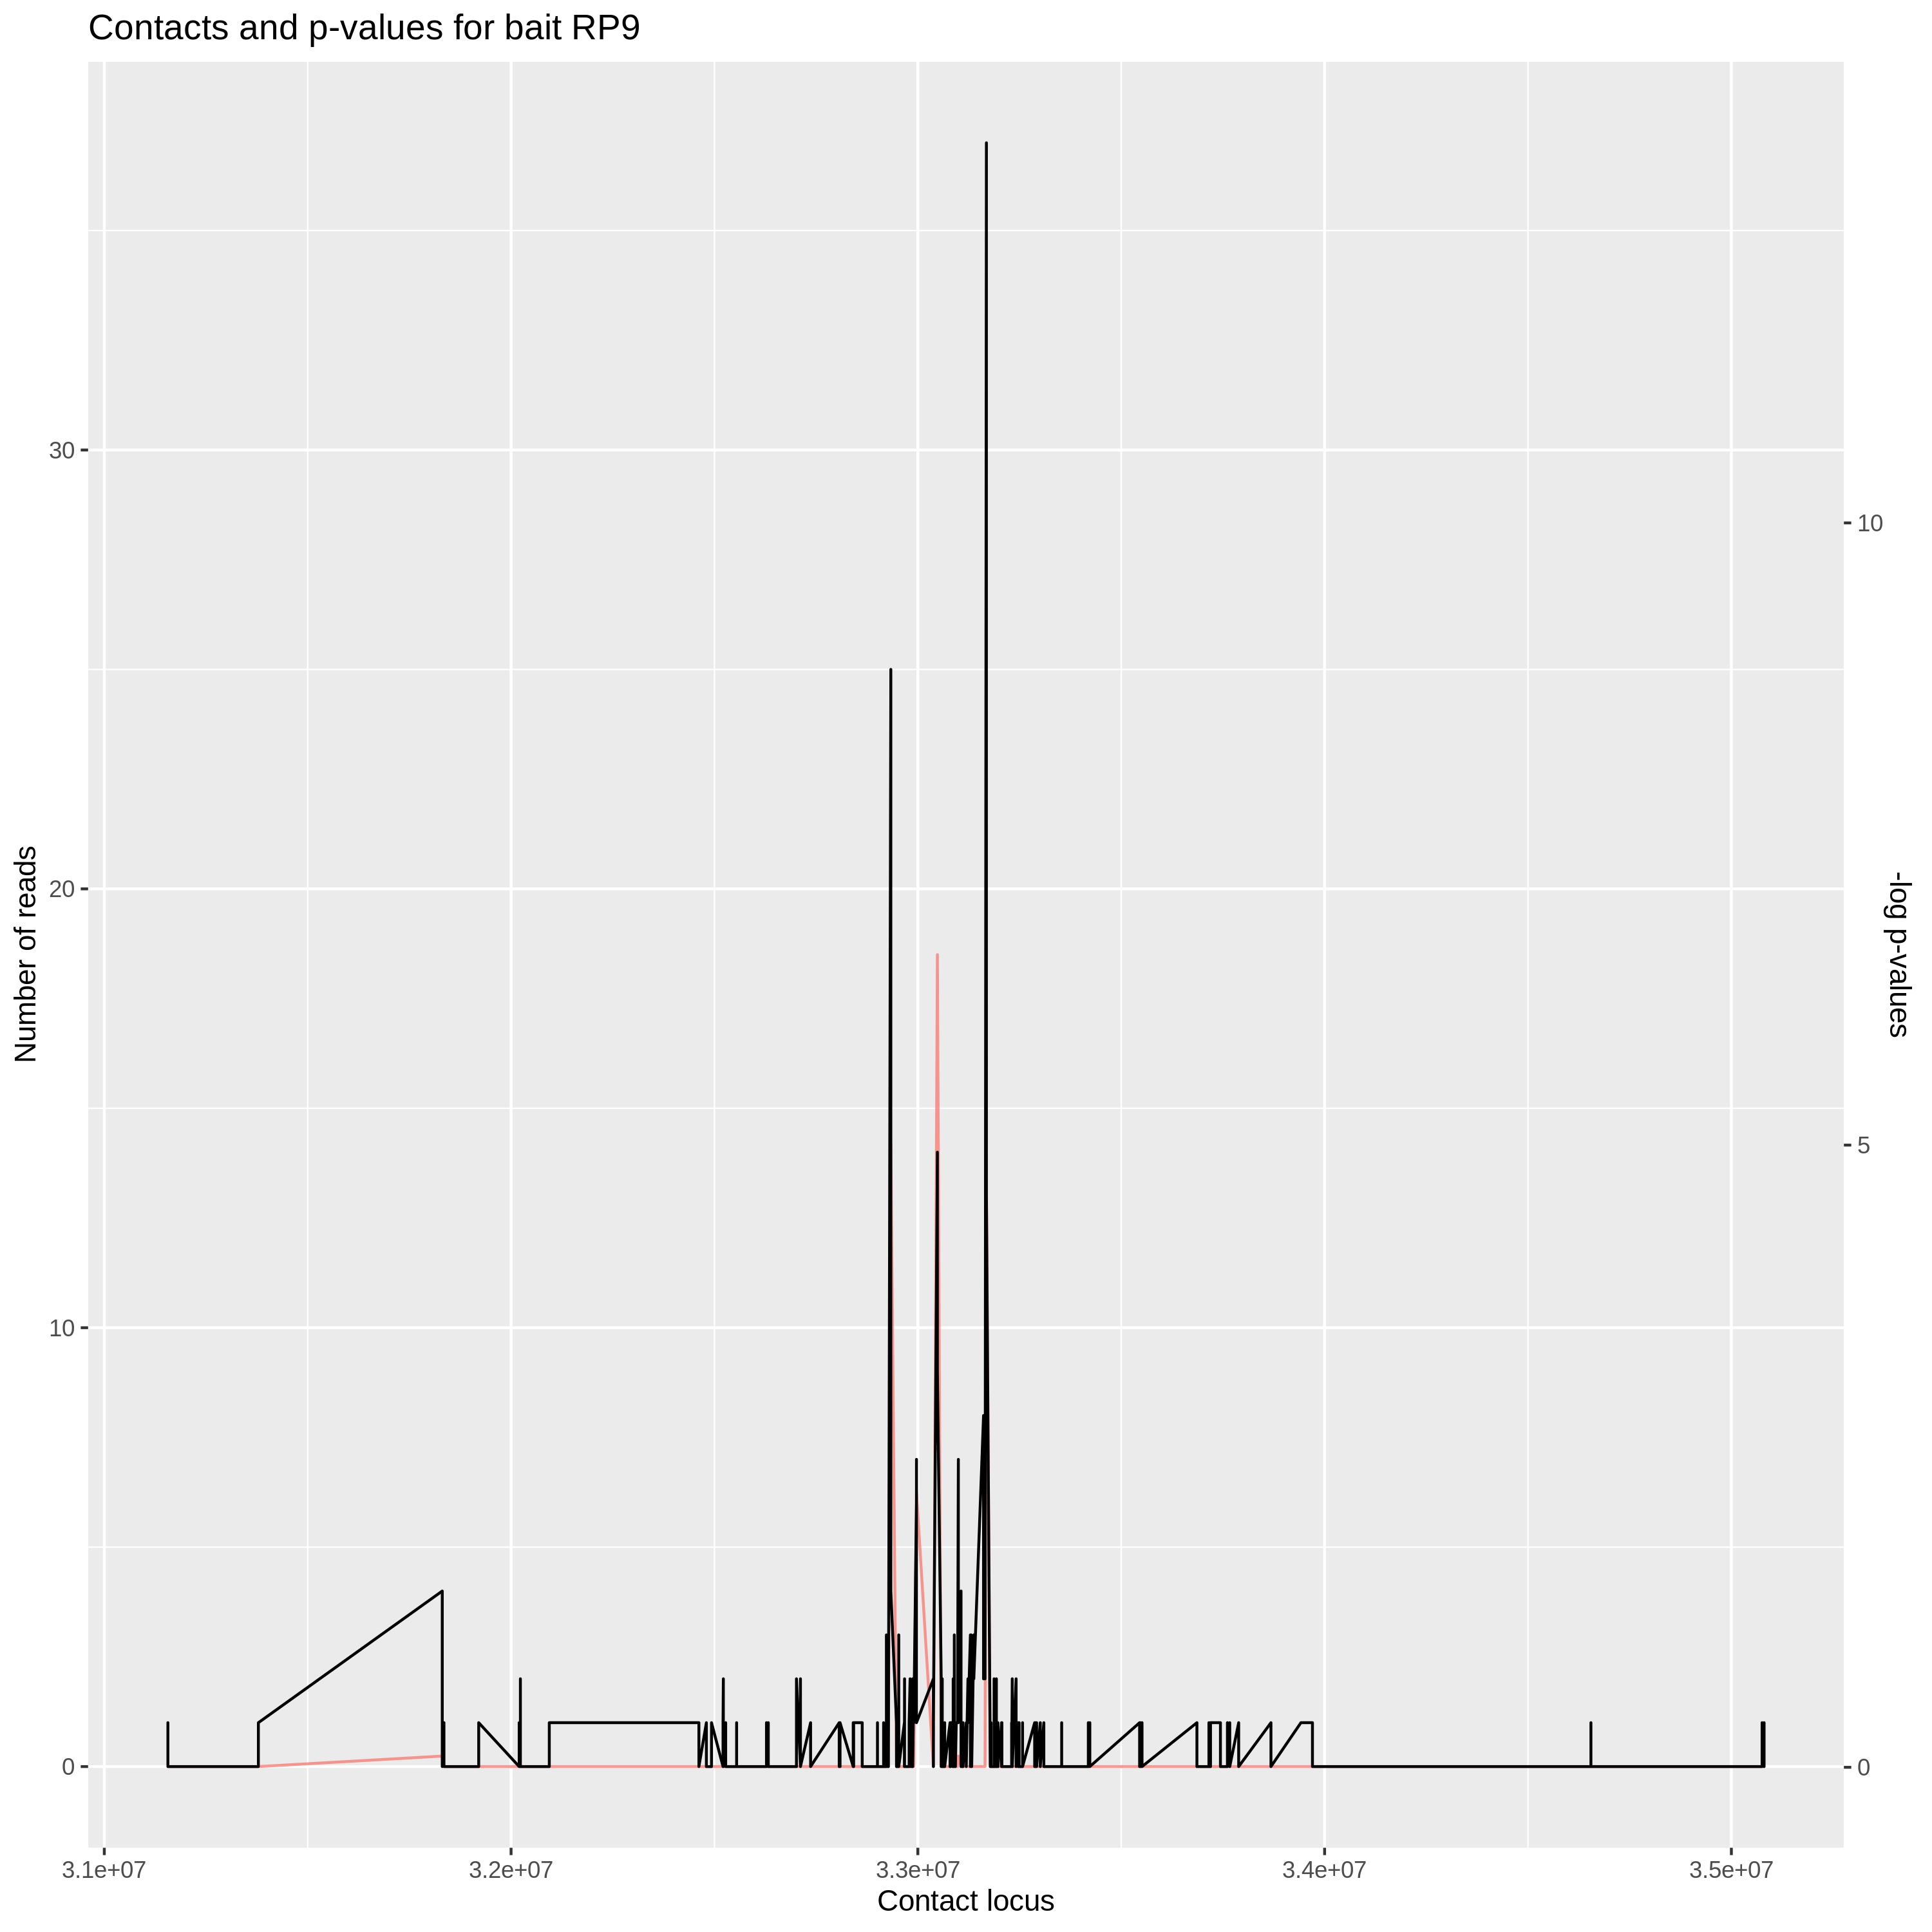 Contacts and p-values for bait RP9
Number of reads
30
20
10
0
10
5
0
-log p-values
3.1e+07
3.2e+07
3.3e+07
3.4e+07
3.5e+07
Contact locus